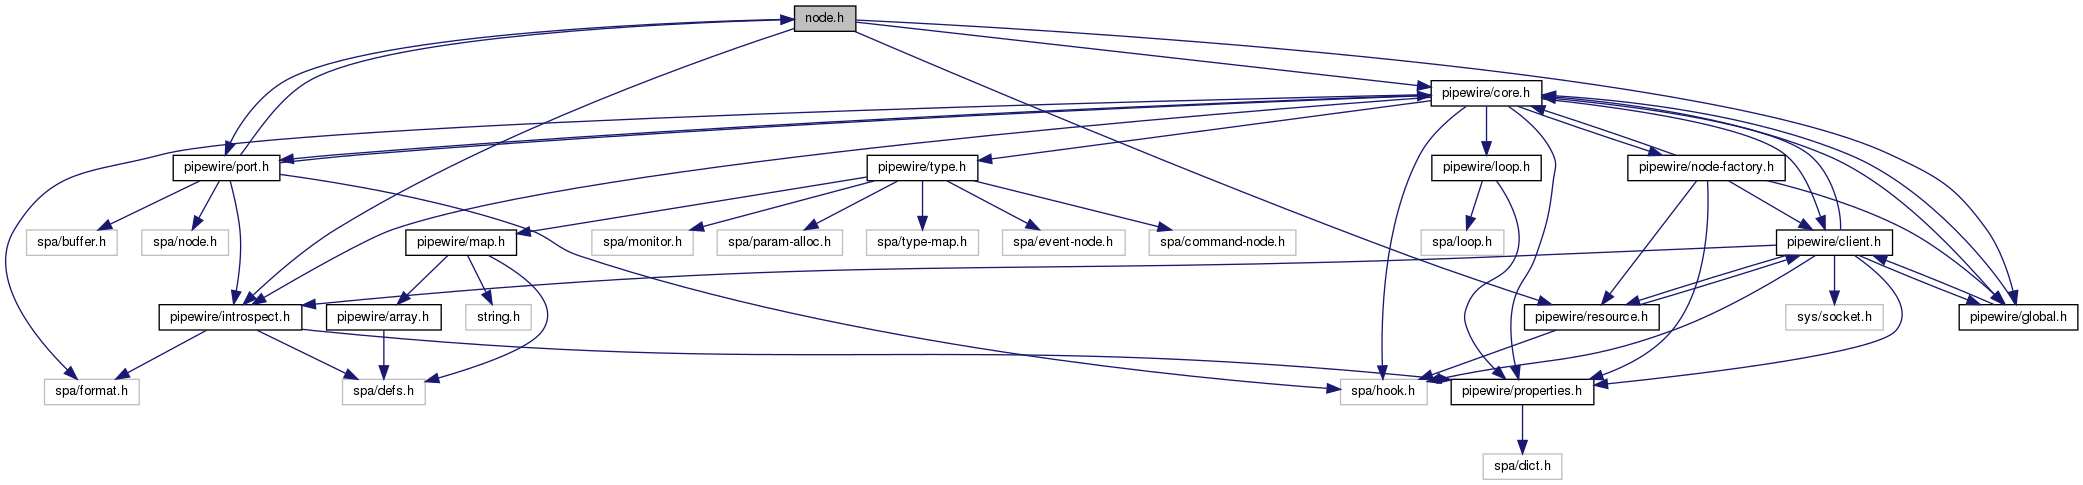 node.h
pipewire/core.h
pipewire/port.h
pipewire/type.h
pipewire/loop.h
pipewire/node-factory.h
spa/buffer.h
spa/node.h
pipewire/map.h
spa/monitor.h
spa/param-alloc.h
spa/type-map.h
spa/event-node.h
spa/command-node.h
spa/loop.h
pipewire/client.h
pipewire/introspect.h
pipewire/array.h
string.h
pipewire/resource.h
sys/socket.h
pipewire/global.h
spa/format.h
spa/defs.h
spa/hook.h
pipewire/properties.h
spa/dict.h